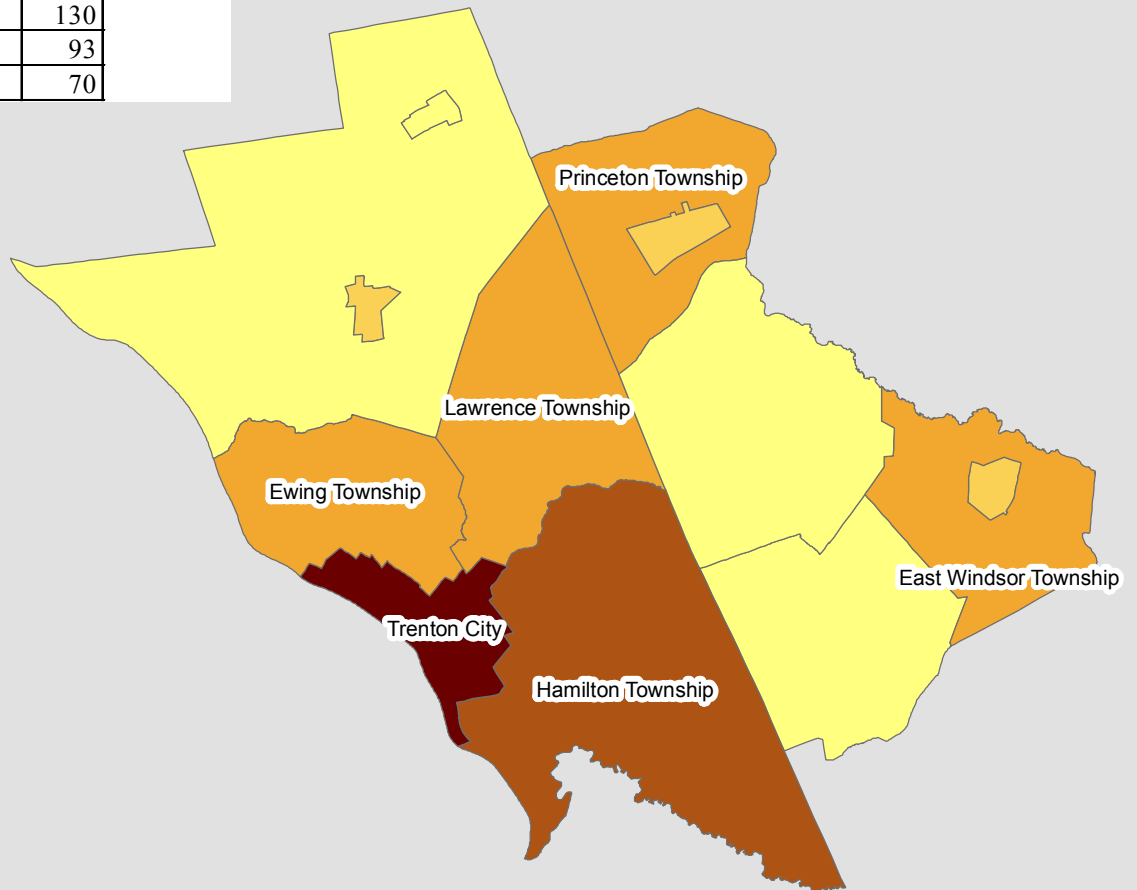 130
93
70
Princeton Township
Lawrence Township
Ewing Township
East Windsor Township
Trenton City
Hamilton Township